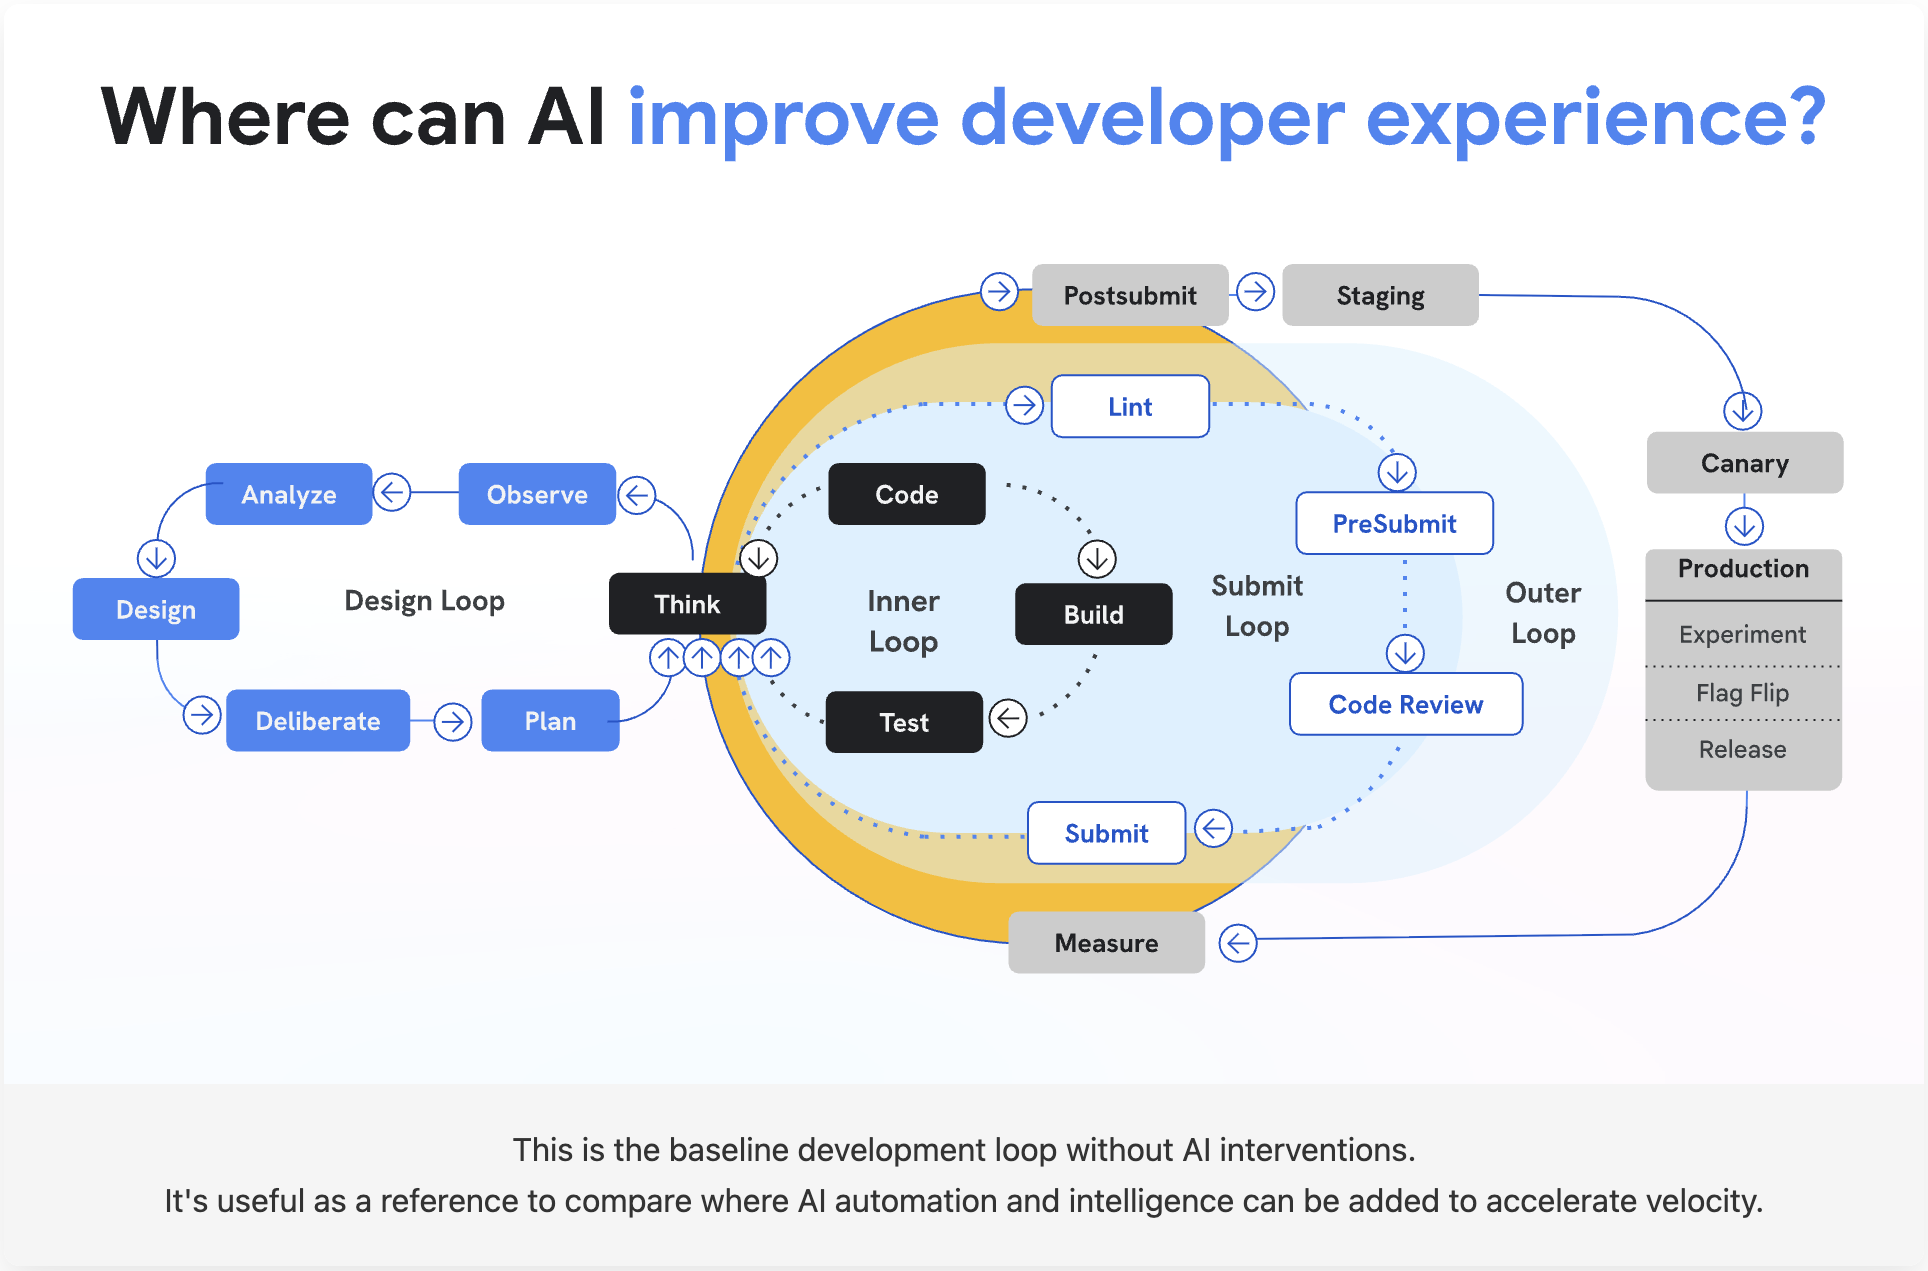 Where can AI improve developer experience?
Postsubmit
Staging
Lint
Canary
Analyze
Observe
Code
PreSubmit
Production
Design
Design Loop
Think
Inner
Loop
Build
Submit
Loop
Outer
Loop
Experiment
Flag Flip
Release
Deliberate
Plan
Test
Code Review
Submit
Measure
This is the baseline development loop without AI interventions.
It's useful as a reference to compare where AI automation and intelligence can be added to accelerate velocity.